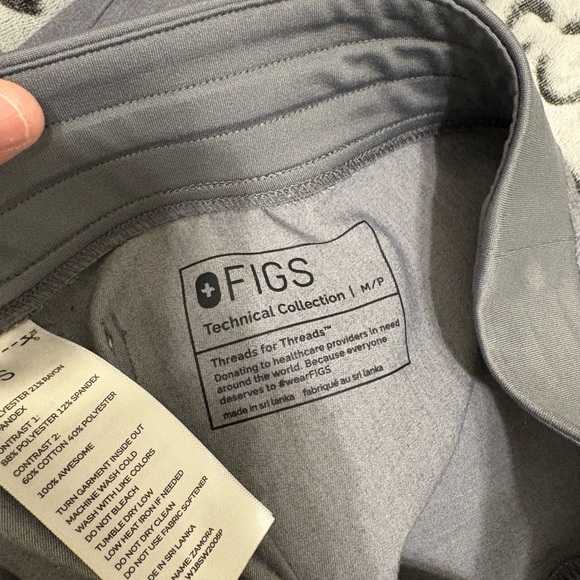 FIGS
Technical Collection | M/P
Threads for Threads™
Donating to healthcare providers in need
around the world. Because everyone
deserves to #wearFIGS
made in sri lanka fabriqué au sri lanka
S
POLYESTER 21% RAYON
SPANDEX
CONTRAST 1:
88% POLYESTER 12% SPANDEX
CONTRAST 2:
60% COTTON 40% POLYESTER
100% AWESOME
TURN GARMENT INSIDE OUT
MACHINE WASH COLD
WASH WITH LIKE COLORS
DO NOT BLEACH
TUMBLE DRY LOW
LOW HEAT IRON IF NEEDED
DO NOT DRY CLEAN
DO NOT USE FABRIC SOFTENER
MADE IN SRI LANKA
NAME: ZAMORA